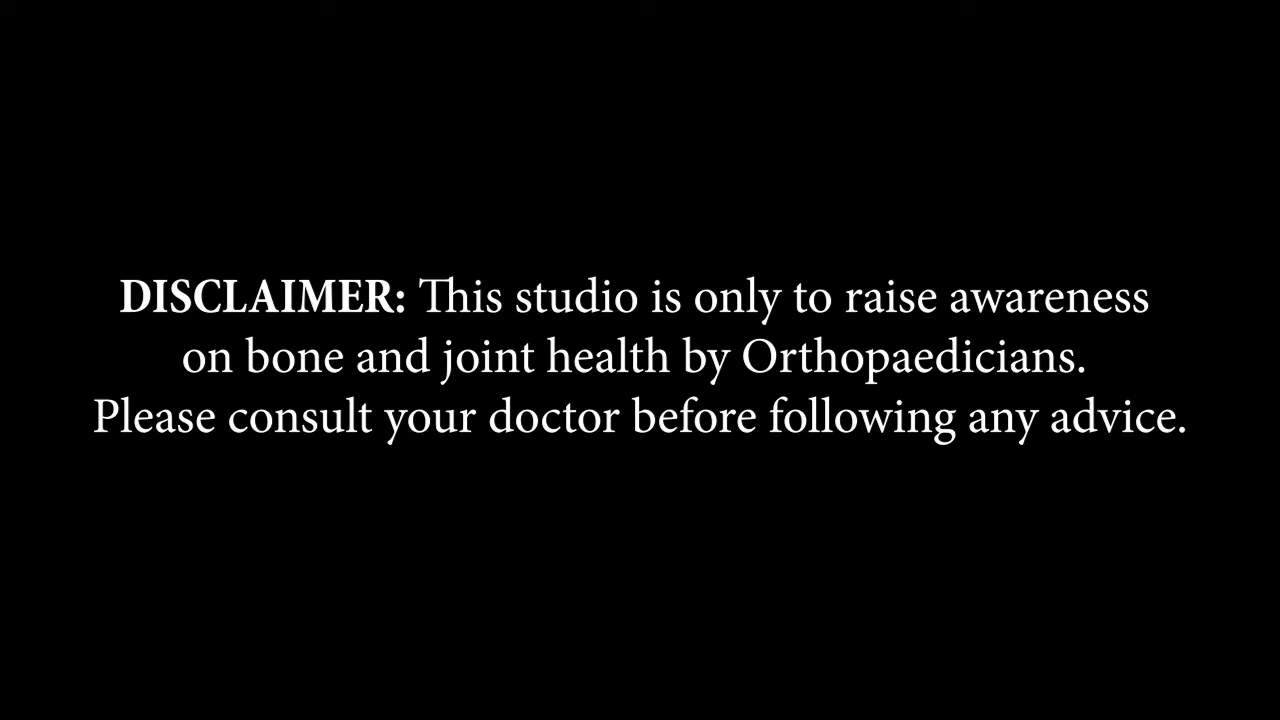 DISCLAIMER: This studio is only to raise awareness
on bone and joint health by Orthopaedicians.
Please consult your doctor before following any advice.